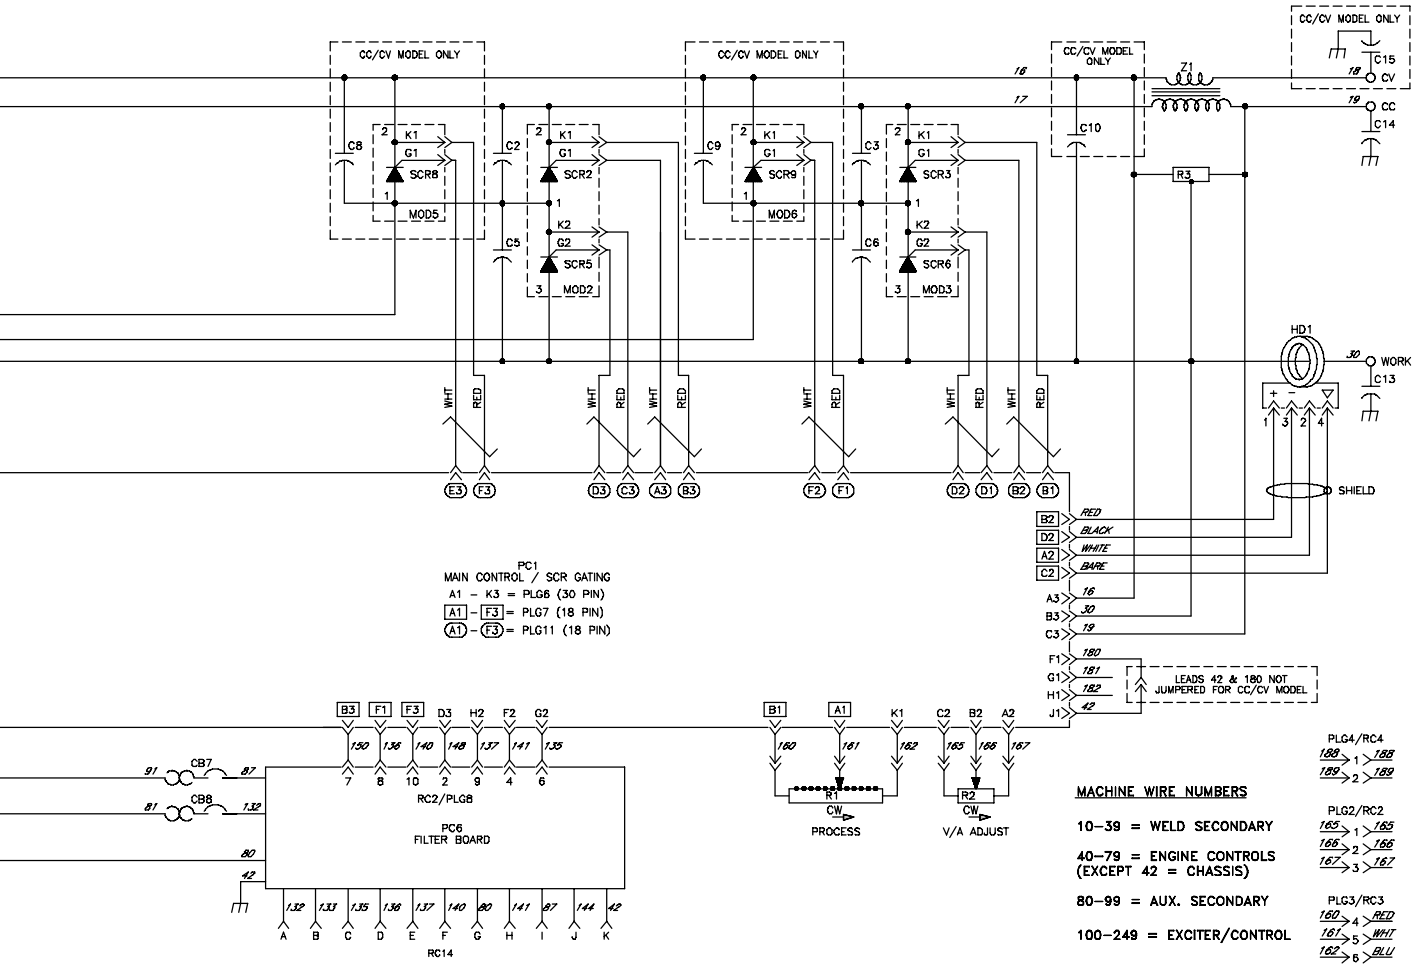 CC/CV MODEL ONLY
C15
18
CV
CC/CV MODEL ONLY
CC/CV MODEL ONLY
CC/CV MODEL
ONLY
16
Z1
17
19
CC
C14
C8
2
K1
G1
SCR8
1
MOD5
C2
2
K1
G1
SCR2
1
C9
2
K1
G1
SCR9
1
MOD6
C3
2
K1
G1
SCR3
1
C10
R3
C5
K2
G2
SCR5
3
MOD2
C6
K2
G2
SCR6
3
MOD3
HD1
30
WORK
C13
+ -
1 3 2 4
WHT
RED
WHT
RED
WHT
RED
WHT
RED
WHT
RED
WHT
RED
E3 F3 D3 C3 A3 B3 F2 F1 D2 D1 B2 B1
SHIELD
B2 RED
D2 BLACK
A2 WHITE
C2 BARE
A3 16
B3 30
C3 19
F1 180
G1 181
H1 182
J1 42
LEADS 42 & 180 NOT
JUMPERED FOR CC/CV MODEL
PC1
MAIN CONTROL / SCR GATING
A1 - K3 = PLG6 (30 PIN)
A1 - F3 = PLG7 (18 PIN)
A1 - F3 = PLG11 (18 PIN)
B3 F1 F3 D3 H2 F2 G2
150 136 140 148 137 141 135
7 8 10 2 9 4 6
RC2/PLG8
PC6
FILTER BOARD
91 CB7 87
81 CB8 132
80
42
132 133 135 136 137 140 80 141 87 144 42
A B C D E F G H I J K
RC14
B1 A1 K1
160 161 162
R1
CW
PROCESS
C2 B2 A2
165 166 167
R2
CW
V/A ADJUST
MACHINE WIRE NUMBERS
10-39 = WELD SECONDARY
40-79 = ENGINE CONTROLS
(EXCEPT 42 = CHASSIS)
80-99 = AUX. SECONDARY
100-249 = EXCITER/CONTROL
PLG4/RC4
188 1 188
189 2 189
PLG2/RC2
165 1 165
166 2 166
167 3 167
PLG3/RC3
160 4 RED
161 5 WHT
162 6 BLU